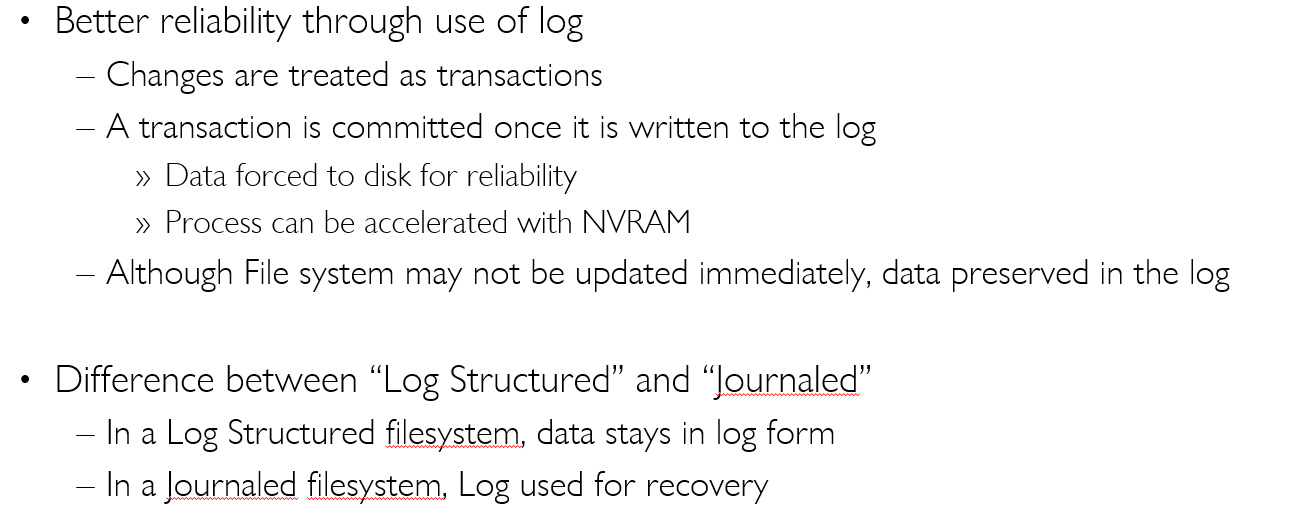 • Better reliability through use of log
– Changes are treated as transactions
– A transaction is committed once it is written to the log
» Data forced to disk for reliability
» Process can be accelerated with NVRAM
– Although File system may not be updated immediately, data preserved in the log
• Difference between “Log Structured” and “Journaled”
– In a Log Structured filesystem, data stays in log form
– In a Journaled filesystem, Log used for recovery